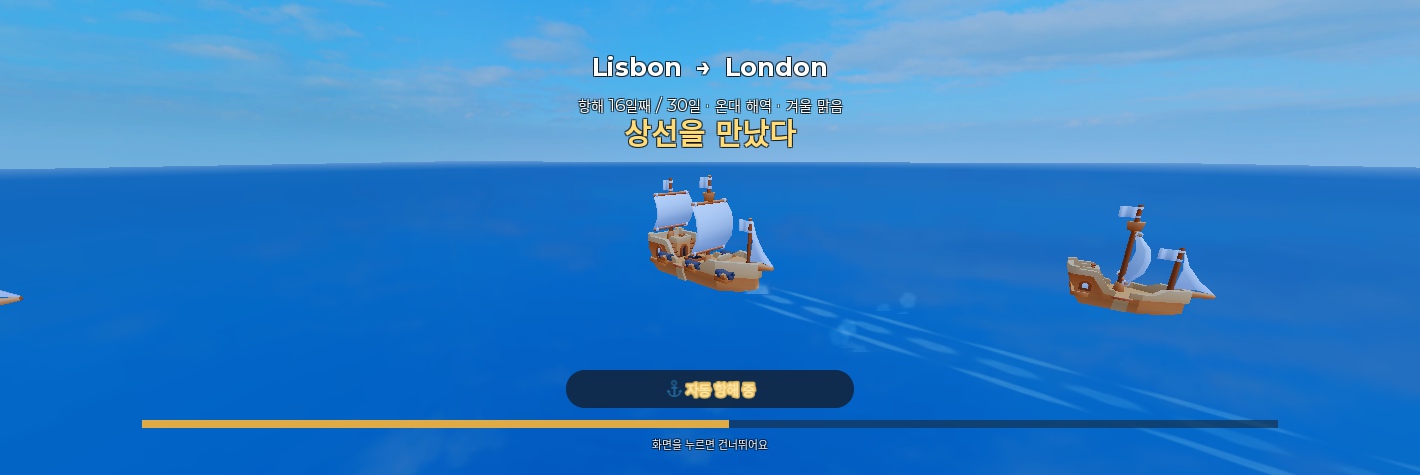 Lisbon → London
항해 16일째 / 30일 · 온대 해역 · 겨울 맑음
상선을 만났다
⚓ 자동 항해 중
화면을 누르면 건너뛰어요